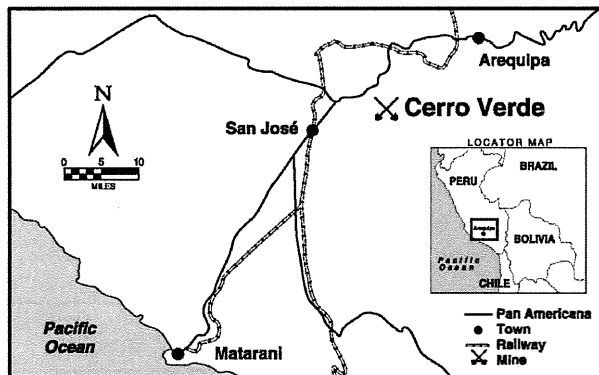 Arequipa
N
Cerro Verde
San José
0 5 10
MILES
LOCATOR MAP
BRAZIL
PERU
Arequipa
BOLIVIA
Pacific
Ocean
CHILE
Pan Americana
Town
Railway
Mine
Pacific
Ocean
Matarani